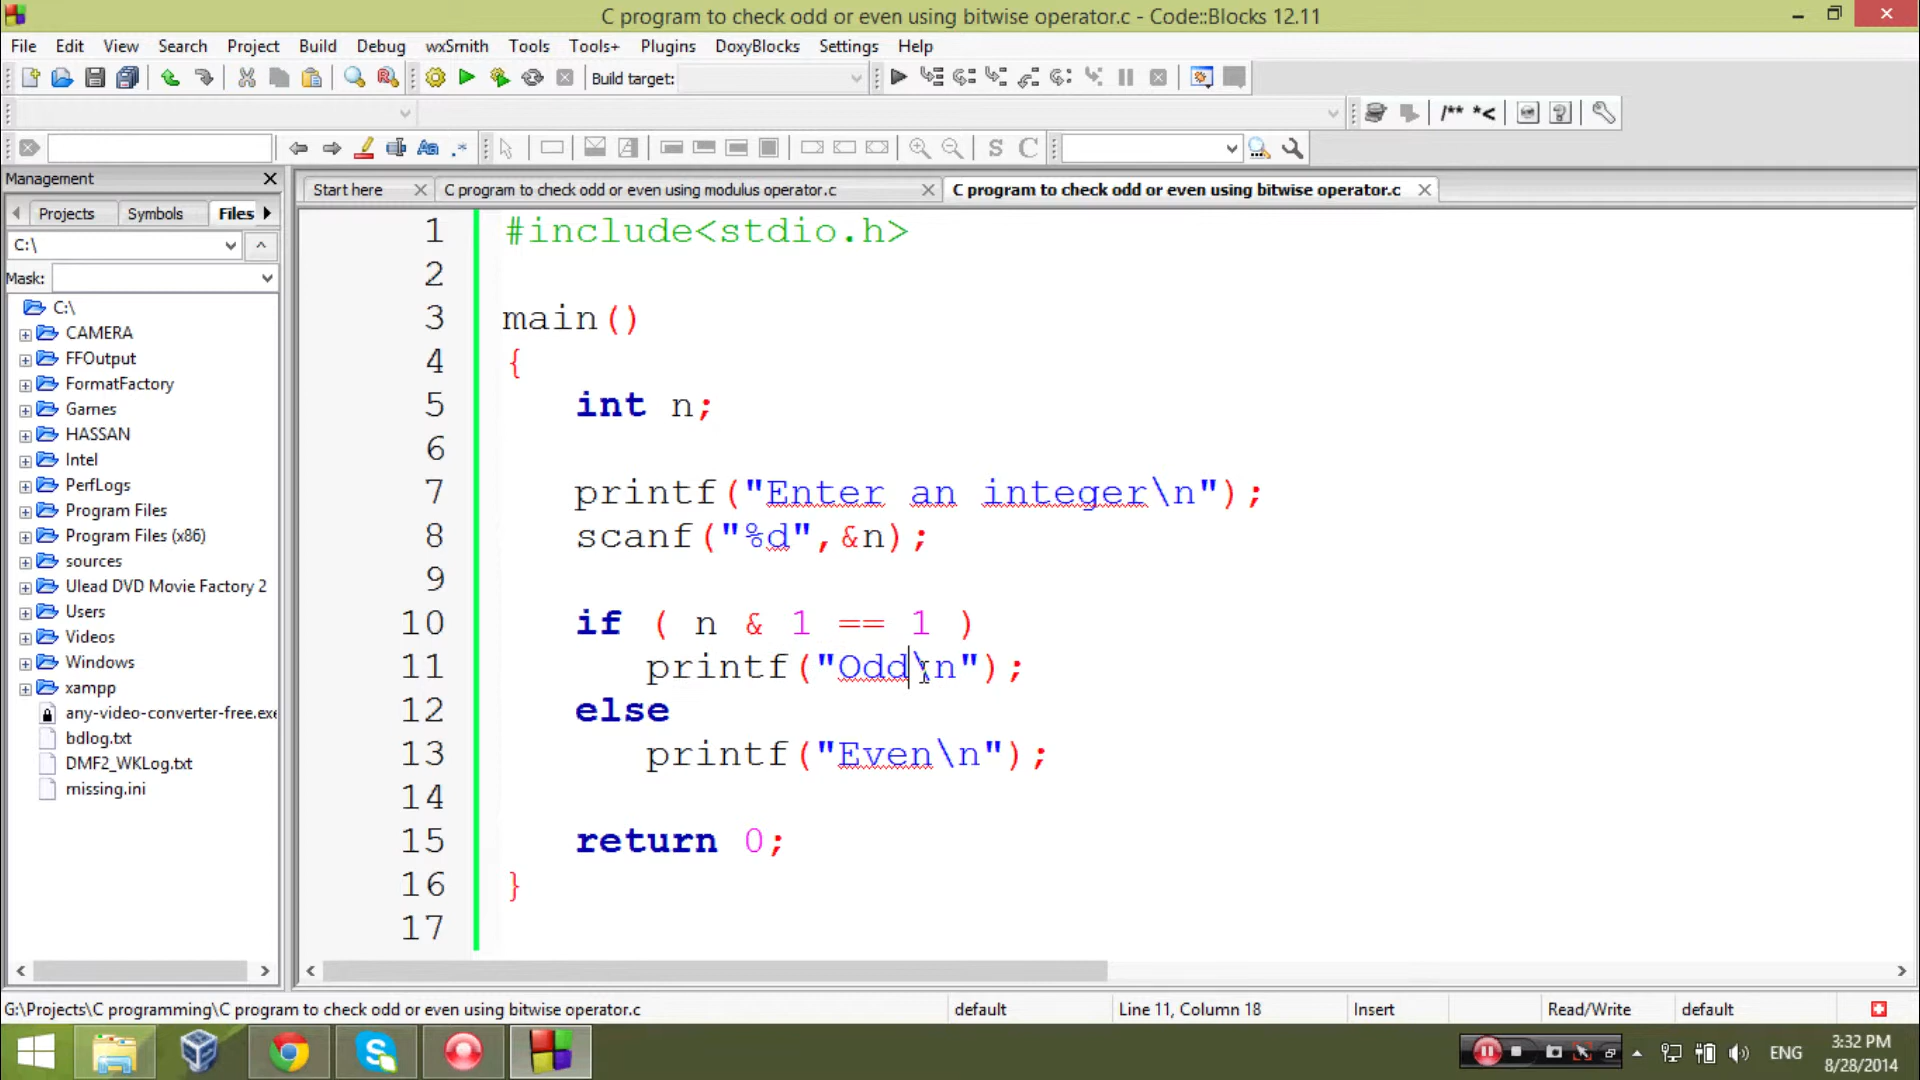 C program to check odd or even using bitwise operator.c - Code::Blocks 12.11
File Edit View Search Project Build Debug wxSmith Tools Tools+ Plugins DoxyBlocks Settings Help
Build target:
/** *<
S C
Management
Start here C program to check odd or even using modulus operator.c C program to check odd or even using bitwise operator.c
Projects Symbols Files
C:\
Mask:
C:\
CAMERA
FFOutput
FormatFactory
Games
HASSAN
Intel
PerfLogs
Program Files
Program Files (x86)
sources
Ulead DVD Movie Factory 2
Users
Videos
Windows
xampp
any-video-converter-free.exe
bdlog.txt
DMF2_WKLog.txt
missing.ini
1 #include<stdio.h>
2
3 main()
4 {
5 int n;
6
7 printf("Enter an integer\n");
8 scanf("%d",&n);
9
10 if ( n & 1 == 1 )
11 printf("Odd\n");
12 else
13 printf("Even\n");
14
15 return 0;
16 }
17
G:\Projects\C programming\C program to check odd or even using bitwise operator.c default Line 11, Column 18 Insert Read/Write default
ENG
3:32 PM
8/28/2014